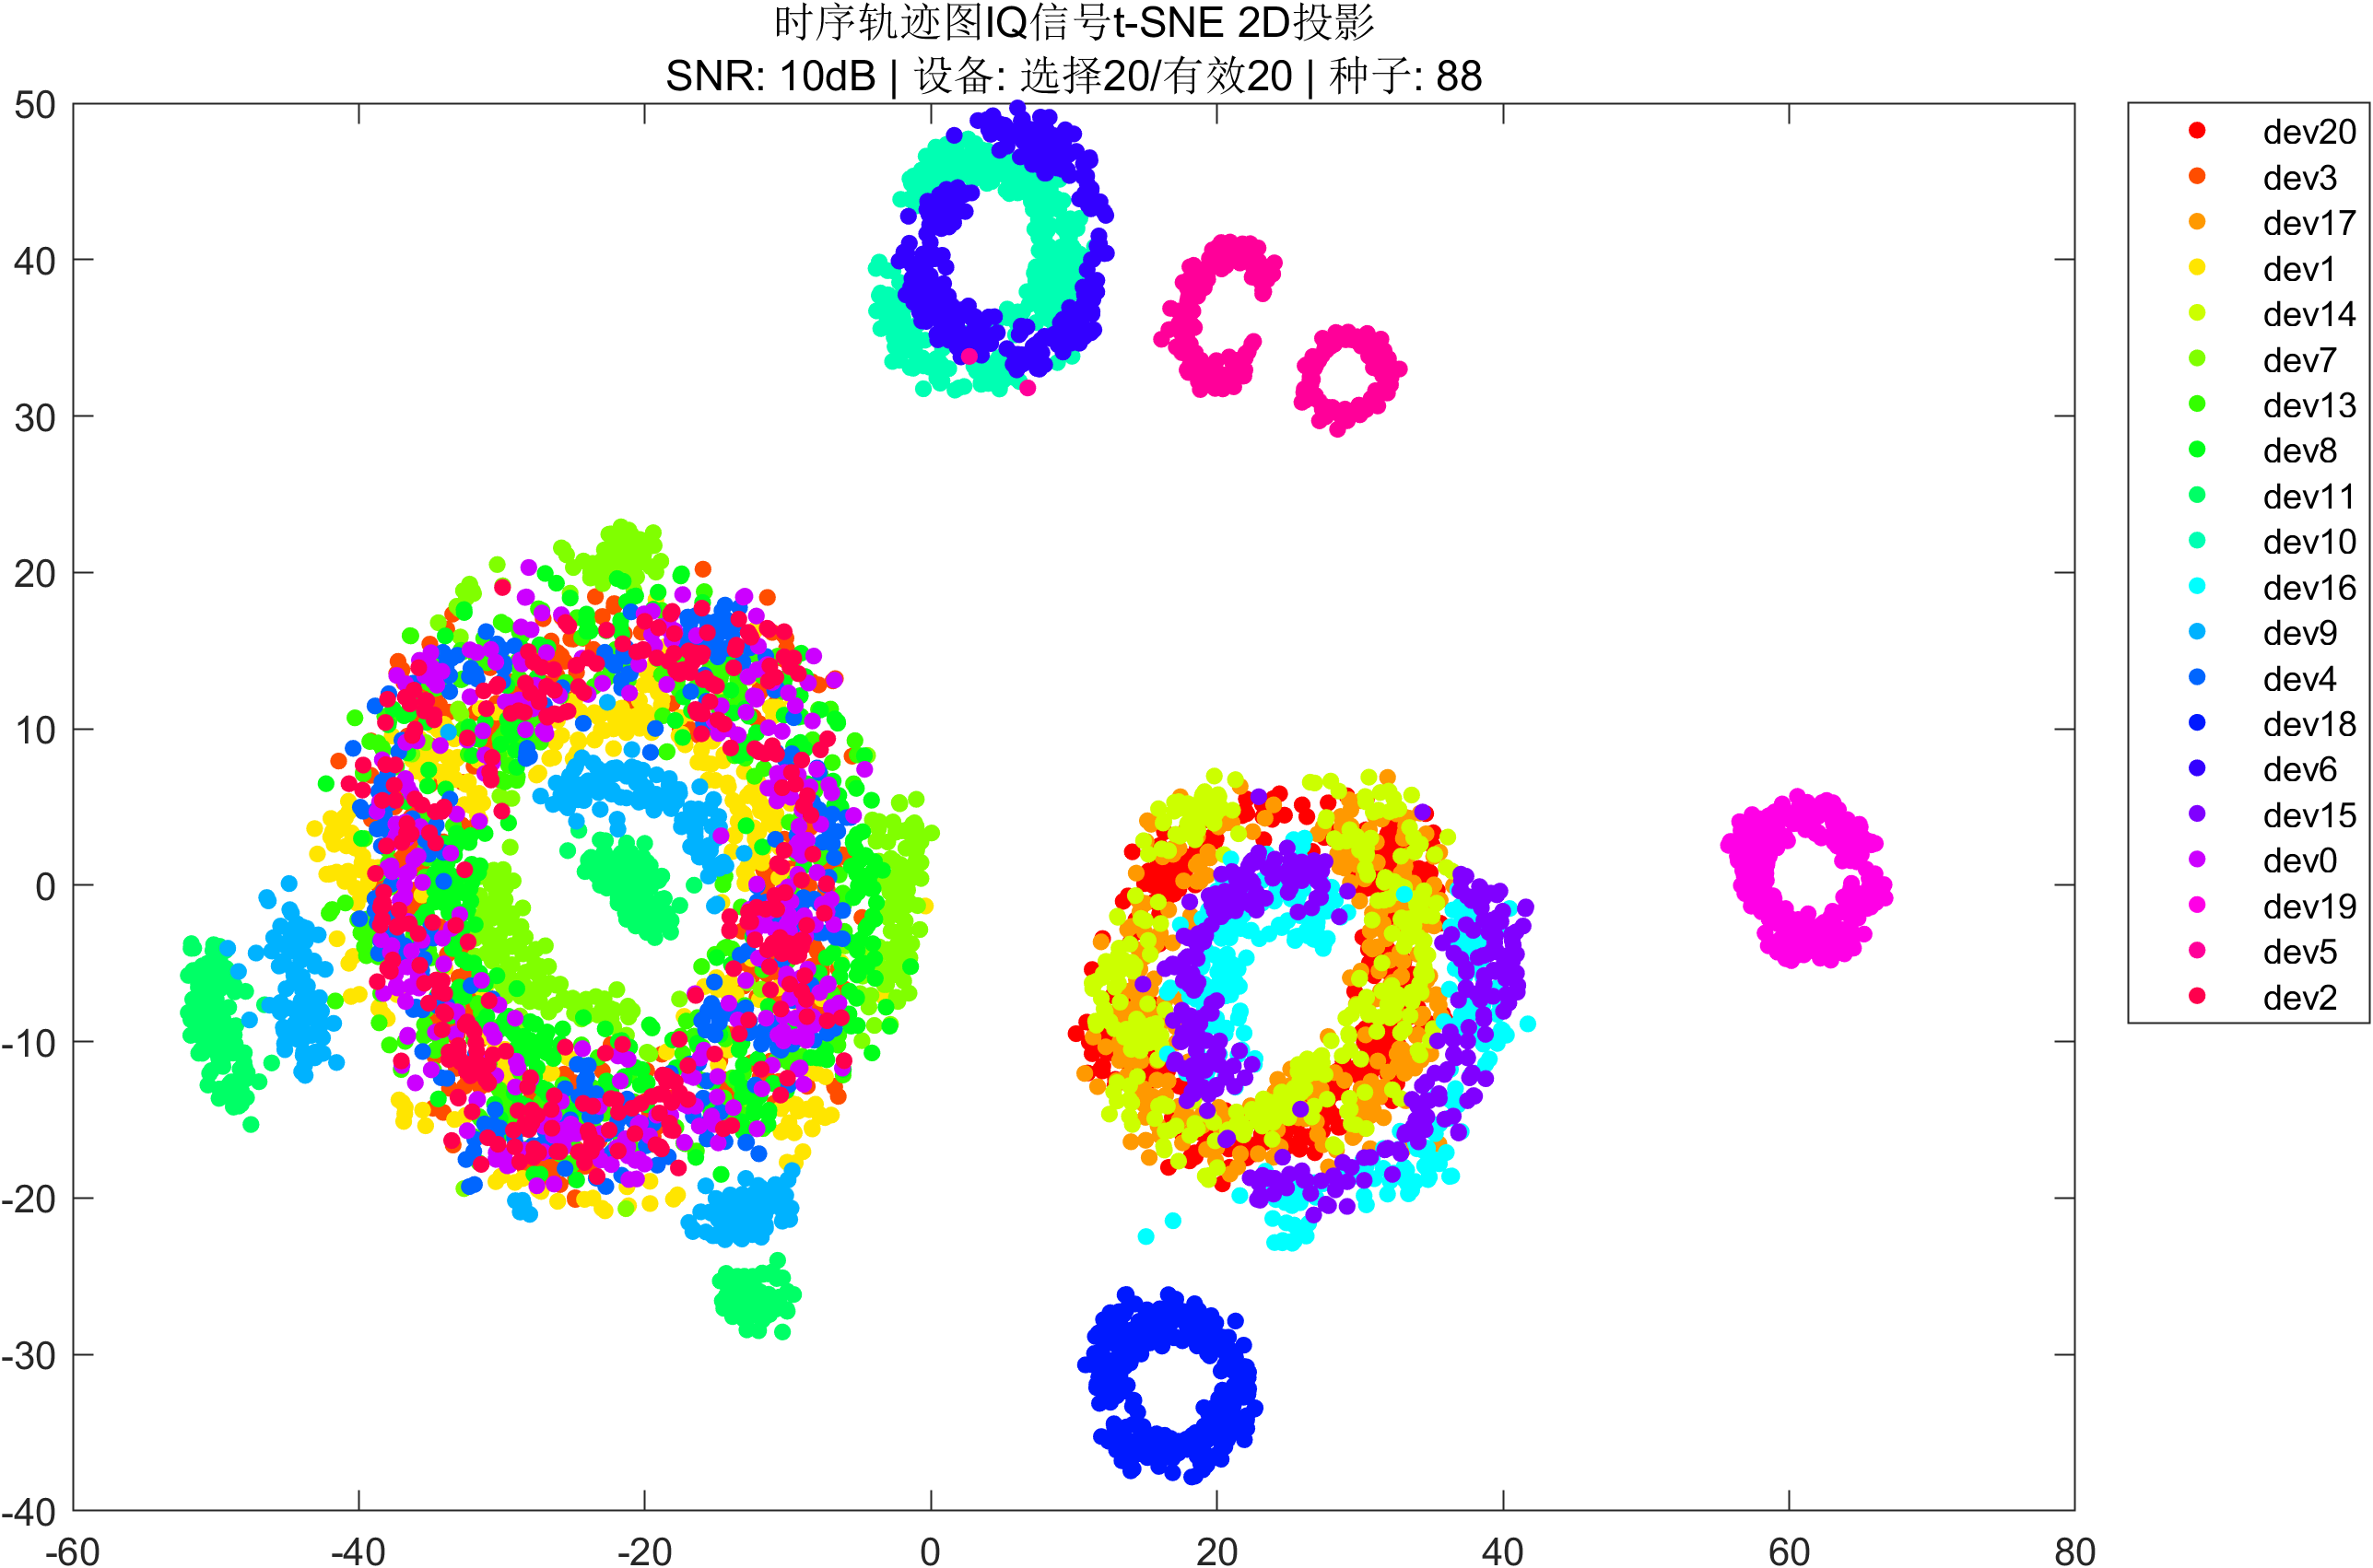 时序轨迹图IQ信号t-SNE 2D投影
SNR: 10dB | 设备: 选择20/有效20 | 种子: 88
50
40
30
20
10
0
-10
-20
-30
-40
-60
-40
-20
0
20
40
60
80
dev20
dev3
dev17
dev1
dev14
dev7
dev13
dev8
dev11
dev10
dev16
dev9
dev4
dev18
dev6
dev15
dev0
dev19
dev5
dev2